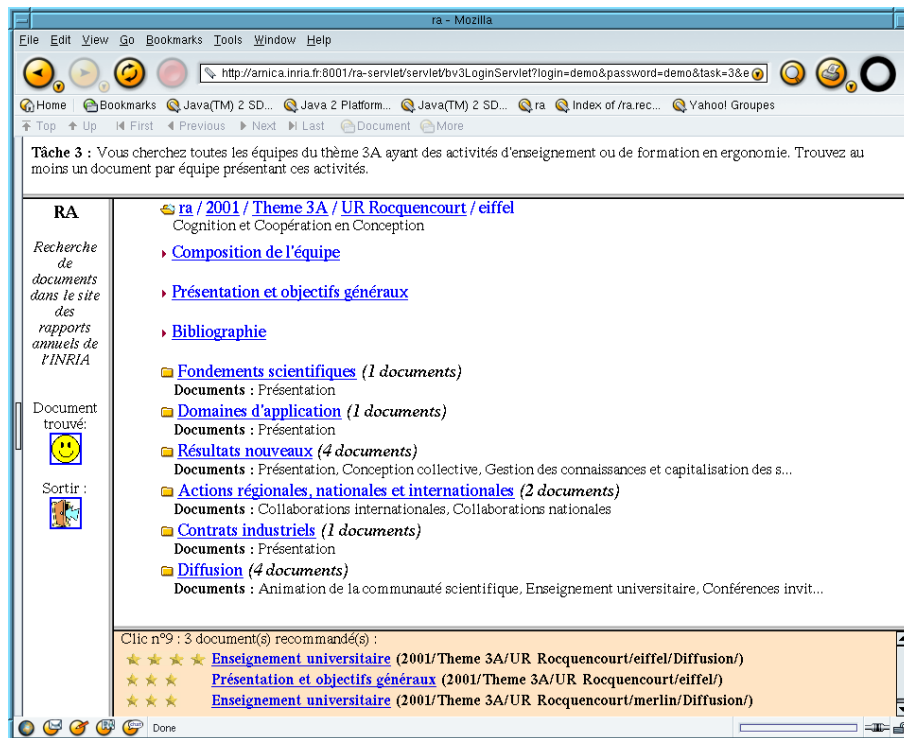 ra - Mozilla
File Edit View Go Bookmarks Tools Window Help
http://arnica.inria.fr:8001/ra-servlet/servlet/bv3LoginServlet?login=demo&password=demo&task=3&e
Home Bookmarks Java(TM) 2 SD... Java 2 Platform... Java(TM) 2 SD... ra Index of /ra.rec... Yahoo! Groupes
Top Up First Previous Next Last Document More
Tâche 3 : Vous cherchez toutes les équipes du thème 3A ayant des activités d'enseignement ou de formation en ergonomie. Trouvez au
moins un document par équipe présentant ces activités.
RA
Recherche
de
documents
dans le site
des
rapports
annuels de
l'INRIA
Document
trouvé:
Sortir :
ra / 2001 / Theme 3A / UR Rocquencourt / eiffel
Cognition et Coopération en Conception
Composition de l'équipe
Présentation et objectifs généraux
Bibliographie
Fondements scientifiques (1 documents)
Documents : Présentation
Domaines d'application (1 documents)
Documents : Présentation
Résultats nouveaux (4 documents)
Documents : Présentation, Conception collective, Gestion des connaissances et capitalisation des s...
Actions régionales, nationales et internationales (2 documents)
Documents : Collaborations internationales, Collaborations nationales
Contrats industriels (1 documents)
Documents : Présentation
Diffusion (4 documents)
Documents : Animation de la communauté scientifique, Enseignement universitaire, Conférences invit...
Clic n°9 : 3 document(s) recommandé(s) :
Enseignement universitaire (2001/Theme 3A/UR Rocquencourt/eiffel/Diffusion/)
Présentation et objectifs généraux (2001/Theme 3A/UR Rocquencourt/eiffel/)
Enseignement universitaire (2001/Theme 3A/UR Rocquencourt/merlin/Diffusion/)
Done